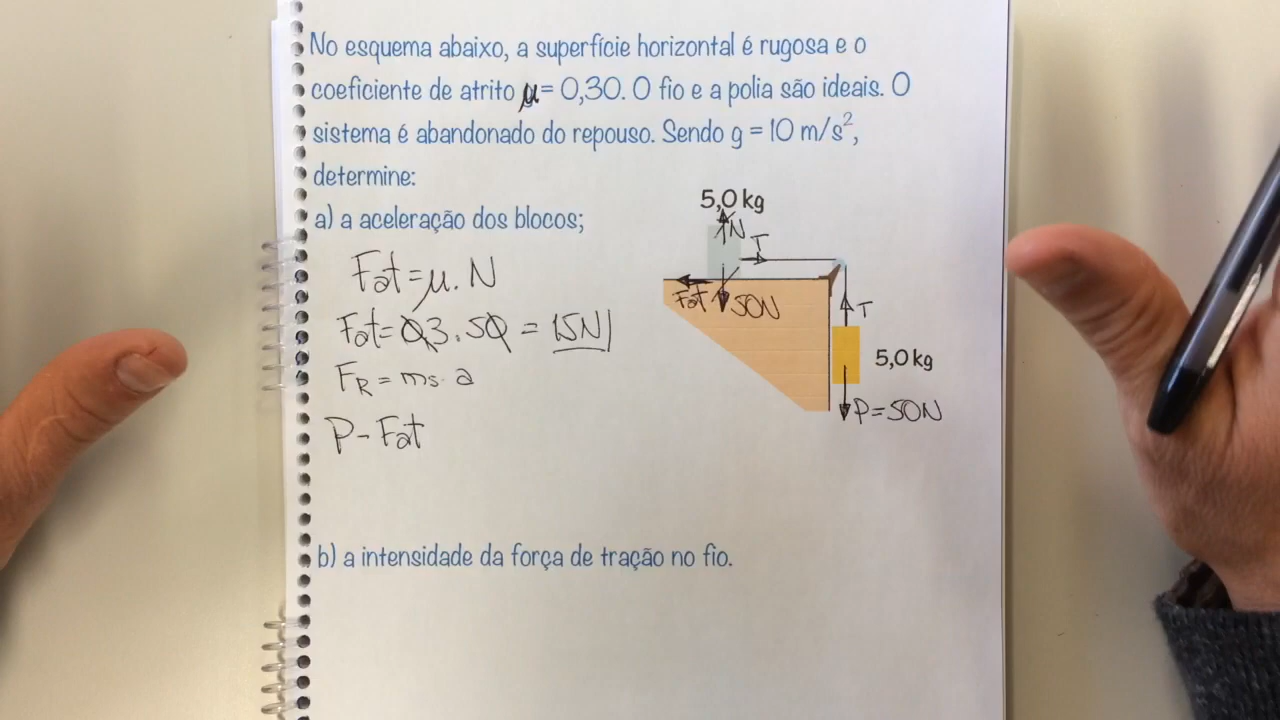 No esquema abaixo, a superfície horizontal é rugosa e o
coeficiente de atrito μ = 0,30. O fio e a polia são ideais. O
sistema é abandonado do repouso. Sendo g = 10 m/s²,
determine:
a) a aceleração dos blocos;
5,0 kg
N
T
Fat
50N
T
5,0 kg
P=50N
Fat=μ.N
Fat=0,3.50 = 15N
FR = ms. a
P-Fat
b) a intensidade da força de tração no fio.